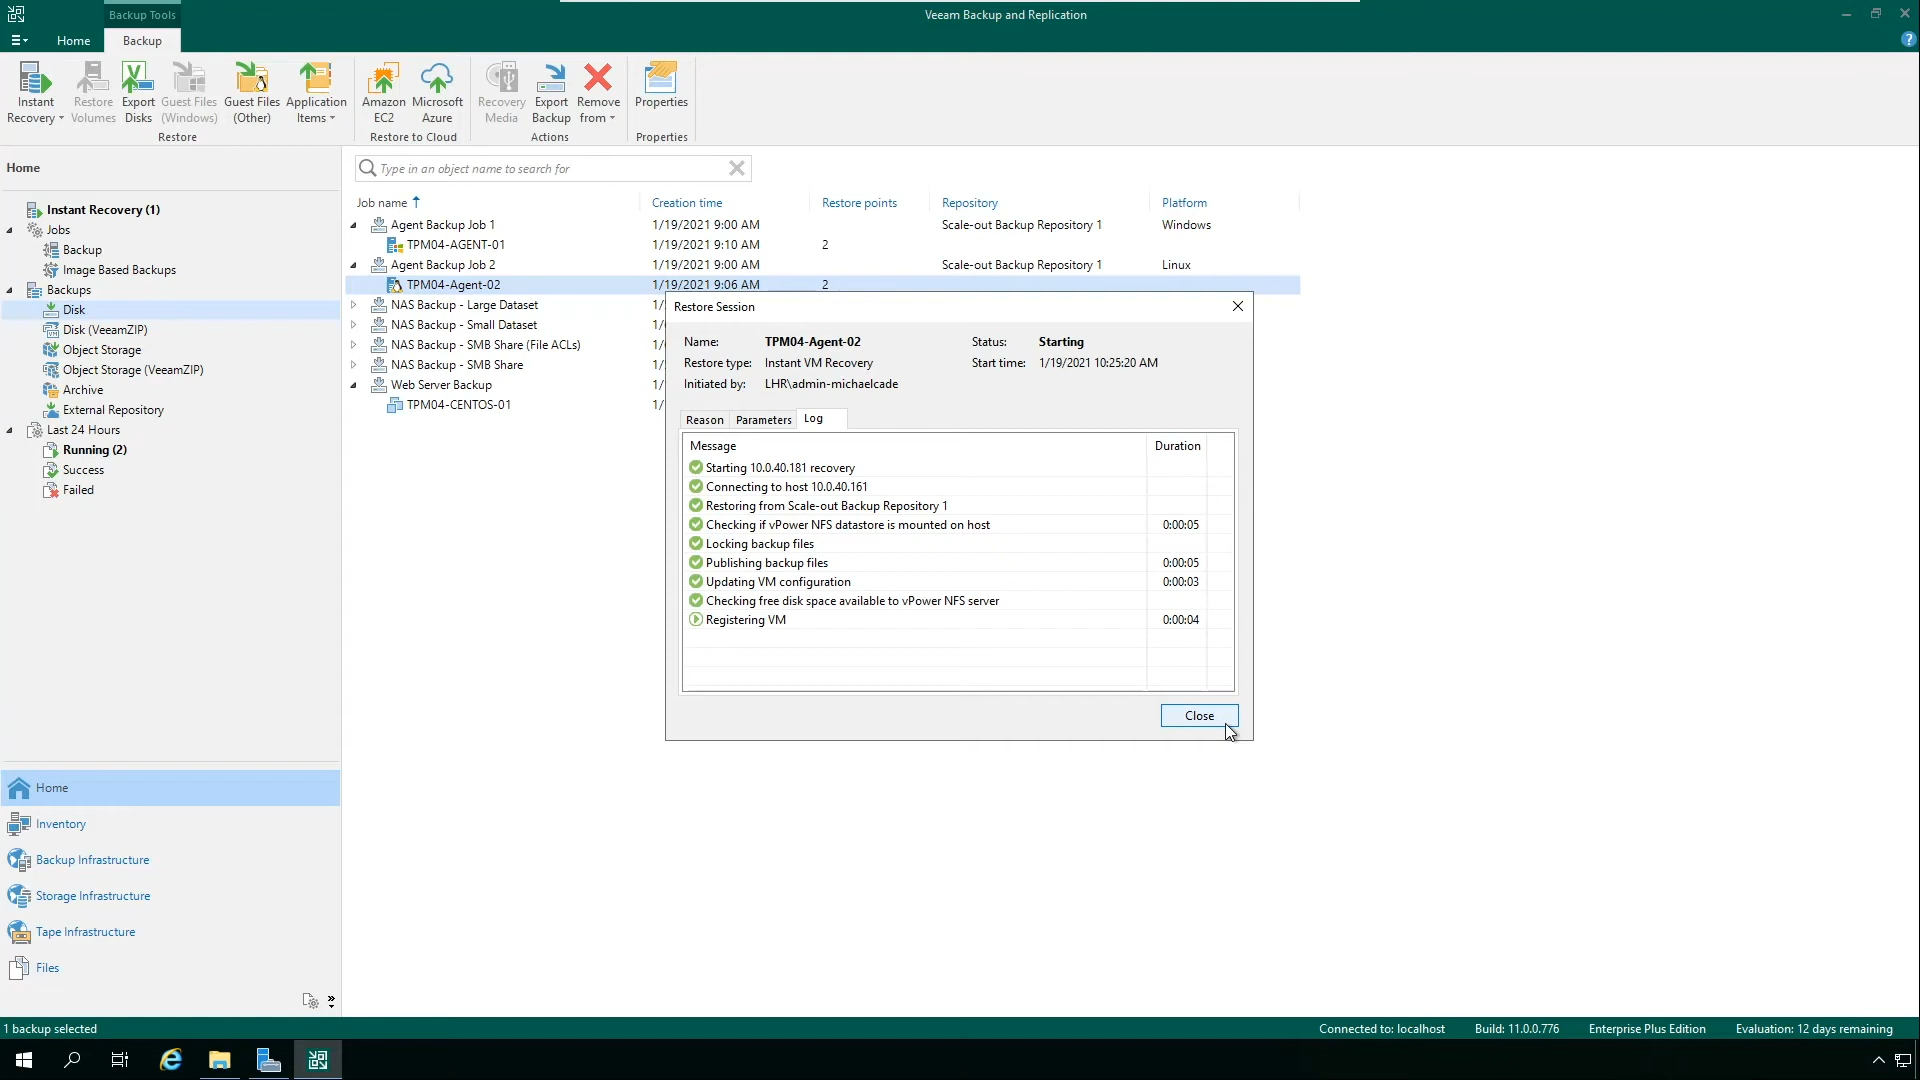 Backup Tools
Veeam Backup and Replication
Home
Backup
Instant Recovery
Restore Volumes
Export Disks
Guest Files (Windows)
Guest Files (Other)
Application Items
Amazon EC2
Microsoft Azure
Recovery Media
Export Backup
Remove from
Properties
Restore
Restore to Cloud
Actions
Properties
Home
Instant Recovery (1)
Jobs
Backup
Image Based Backups
Backups
Disk
Disk (VeeamZIP)
Object Storage
Object Storage (VeeamZIP)
Archive
External Repository
Last 24 Hours
Running (2)
Success
Failed
Home
Inventory
Backup Infrastructure
Storage Infrastructure
Tape Infrastructure
Files
Type in an object name to search for
Job name Creation time Restore points Repository Platform
Agent Backup Job 1 1/19/2021 9:00 AM Scale-out Backup Repository 1 Windows
TPM04-AGENT-01 1/19/2021 9:10 AM 2
Agent Backup Job 2 1/19/2021 9:00 AM Scale-out Backup Repository 1 Linux
TPM04-Agent-02 1/19/2021 9:06 AM 2
NAS Backup - Large Dataset 1/
NAS Backup - Small Dataset 1/
NAS Backup - SMB Share (File ACLs) 1/
NAS Backup - SMB Share 1/
Web Server Backup 1/
TPM04-CENTOS-01 1/
Restore Session
Name: TPM04-Agent-02 Status: Starting
Restore type: Instant VM Recovery Start time: 1/19/2021 10:25:20 AM
Initiated by: LHR\admin-michaelcade
Reason Parameters Log
Message Duration
Starting 10.0.40.181 recovery
Connecting to host 10.0.40.161
Restoring from Scale-out Backup Repository 1
Checking if vPower NFS datastore is mounted on host 0:00:05
Locking backup files
Publishing backup files 0:00:05
Updating VM configuration 0:00:03
Checking free disk space available to vPower NFS server
Registering VM 0:00:04
Close
1 backup selected
Connected to: localhost Build: 11.0.0.776 Enterprise Plus Edition Evaluation: 12 days remaining